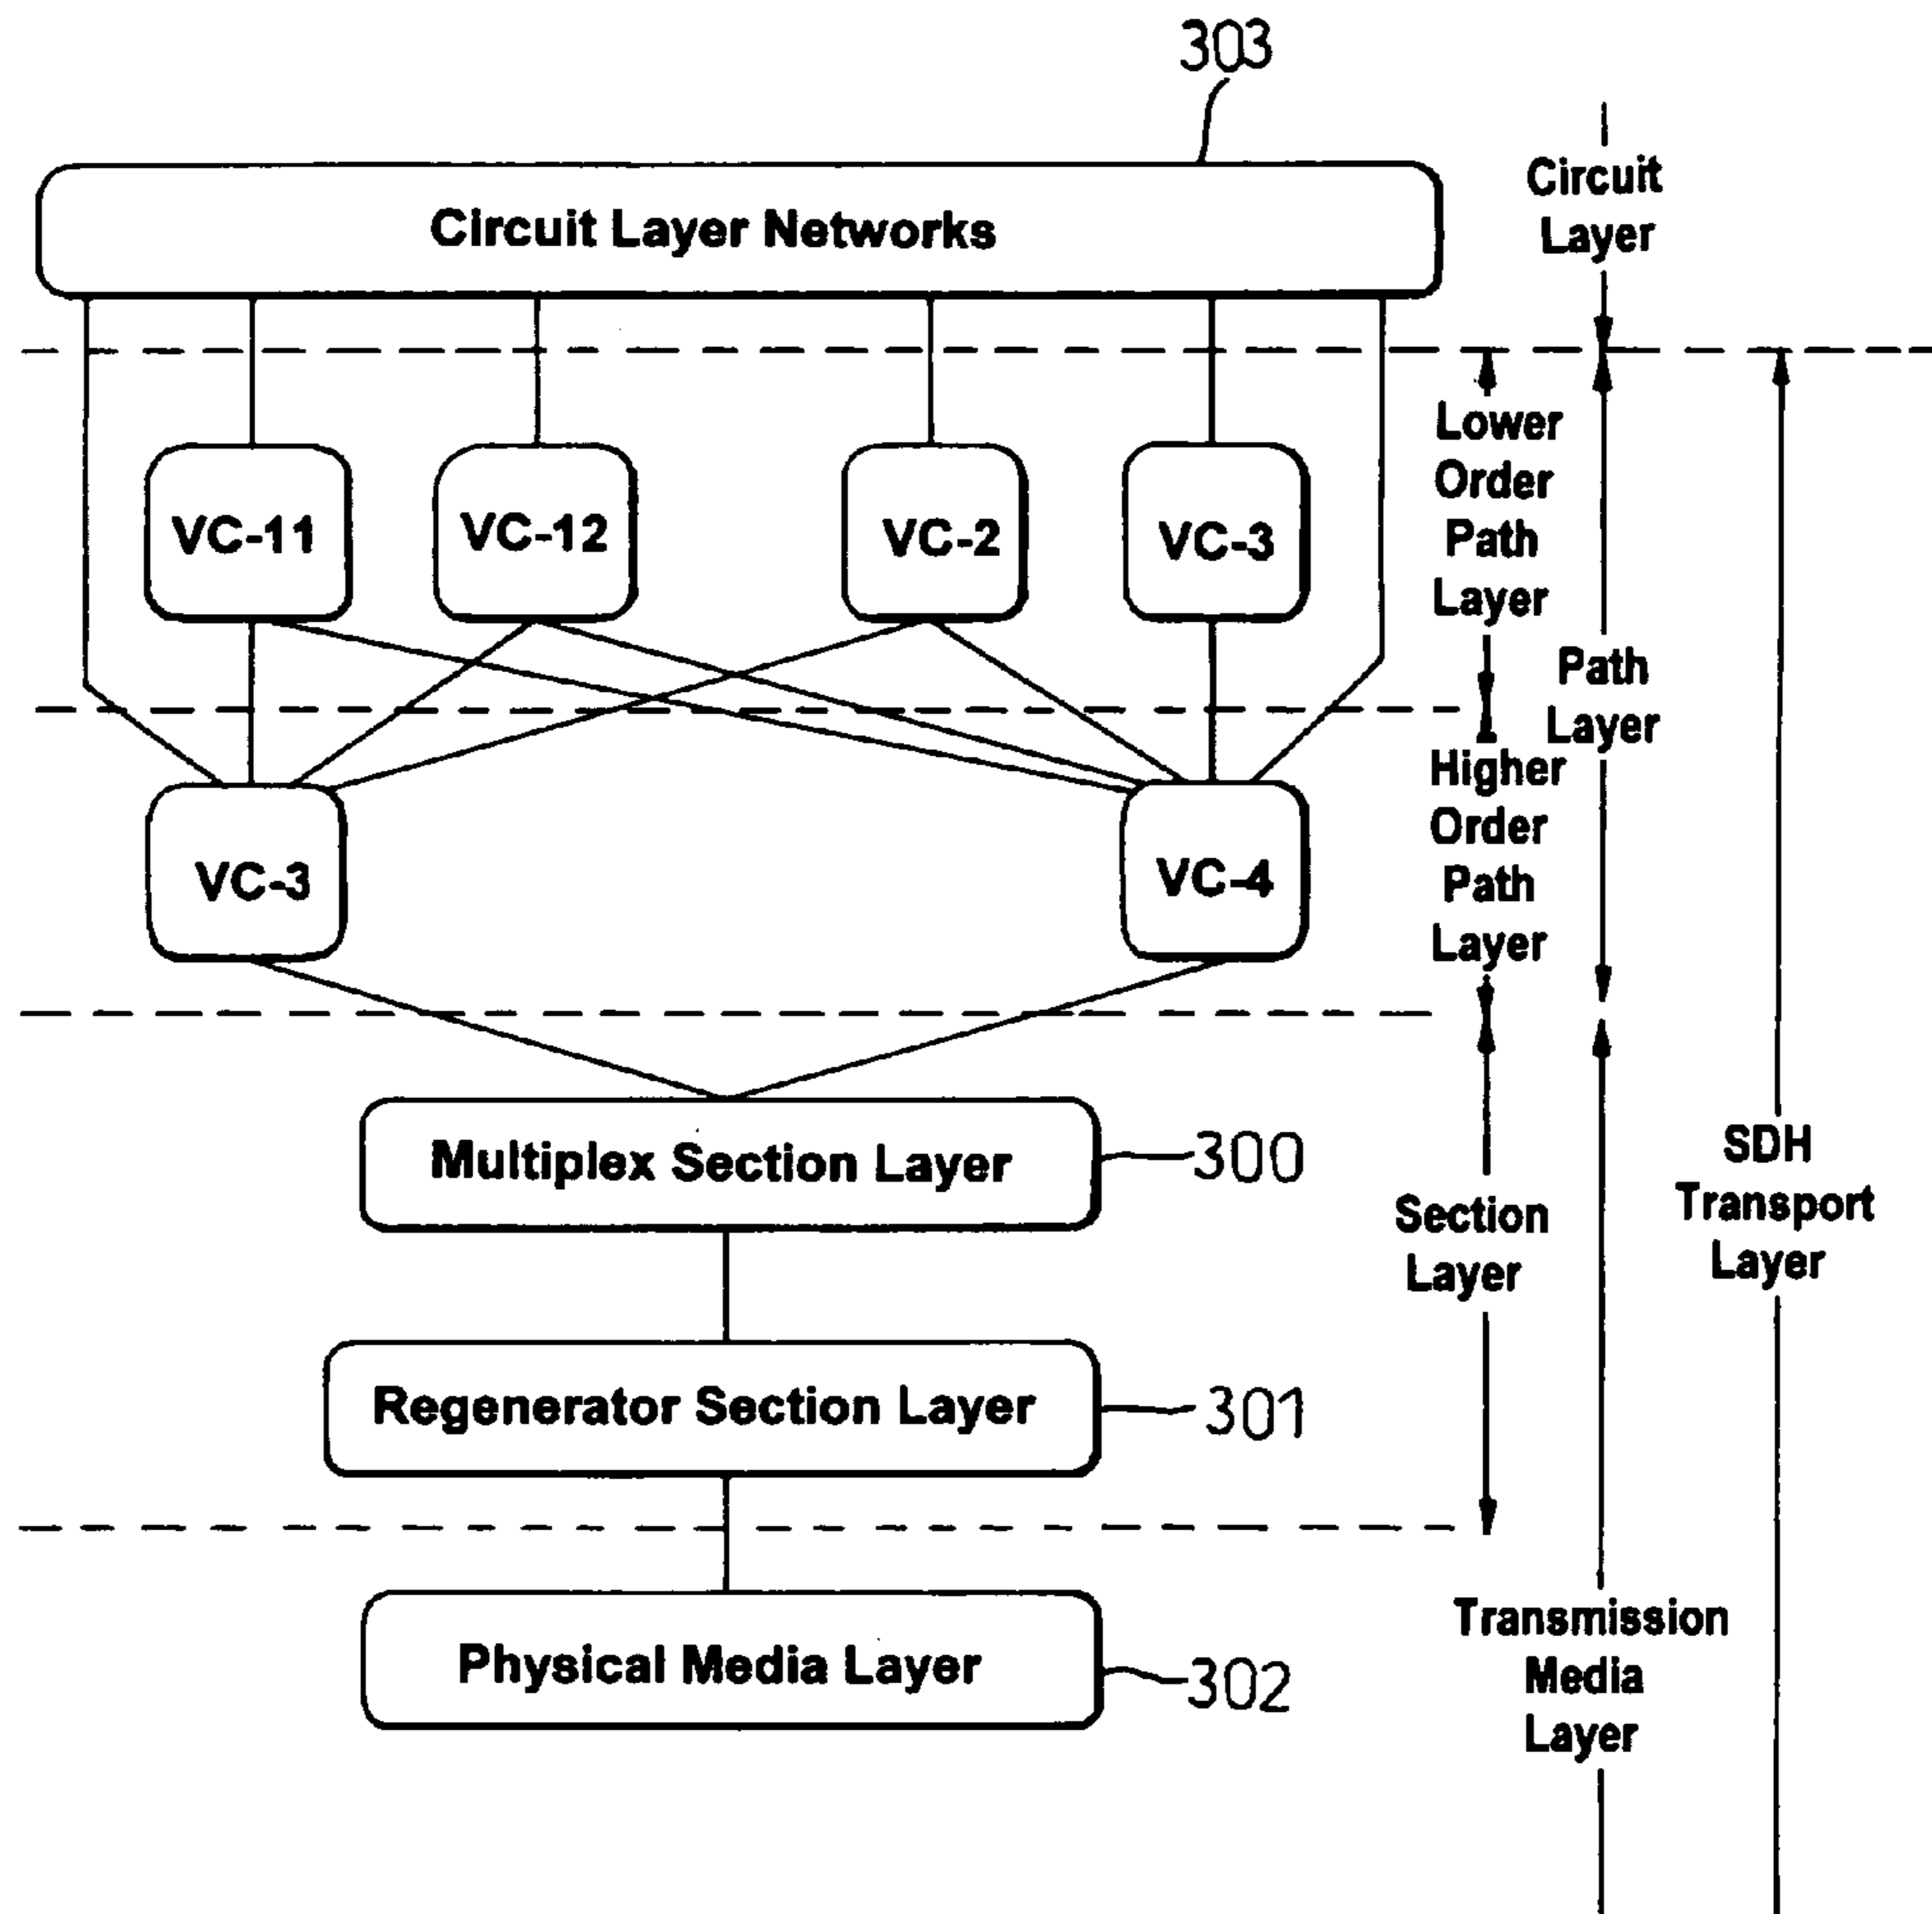 303
Circuit Layer Networks
Circuit
Layer
VC-11
VC-12
VC-2
VC-3
Lower
Order
Path
Layer
Path
Layer
VC-3
VC-4
Higher
Order
Path
Layer
Multiplex Section Layer
300
Section
Layer
SDH
Transport
Layer
Regenerator Section Layer
301
Physical Media Layer
302
Transmission
Media
Layer